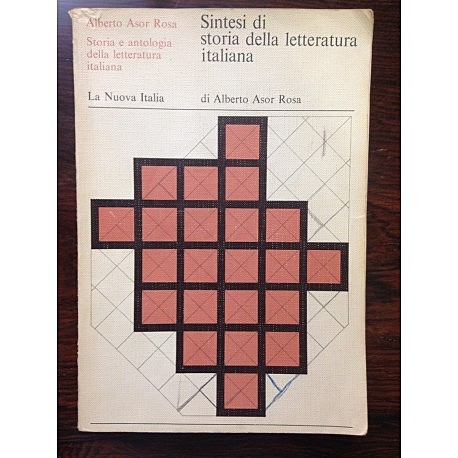 Alberto Asor Rosa
Storia e antologia
della letteratura
italiana
Sintesi di
storia della letteratura
italiana
La Nuova Italia
di Alberto Asor Rosa